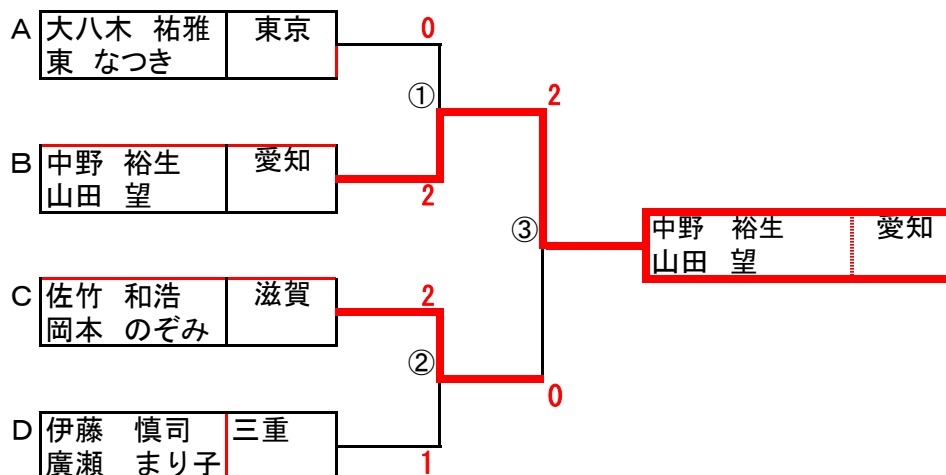 A 大八木 祐雅 東京 0
東 なつき
① 2
B 中野 裕生 愛知
山田 望 2
③ 中野 裕生 愛知
山田 望
C 佐竹 和浩 滋賀 2
岡本 のぞみ
② 0
D 伊藤 慎司 三重
廣瀬 まり子 1